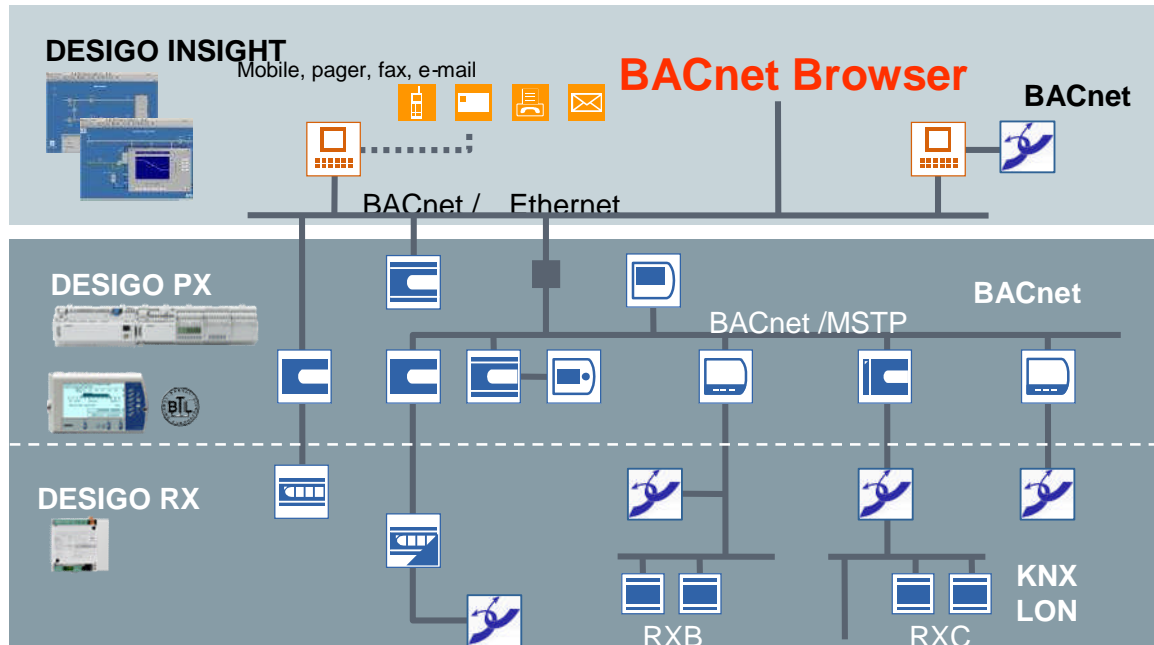 DESIGO INSIGHT
Mobile, pager, fax, e-mail
BACnet Browser
BACnet
BACnet / Ethernet
DESIGO PX
BACnet
BACnet /MSTP
BTL
DESIGO RX
KNX
LON
RXB
RXC